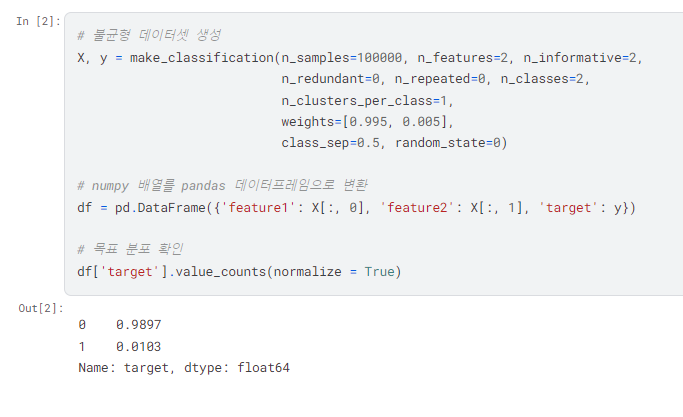 In [2]:
# 불균형 데이터셋 생성
X, y = make_classification(n_samples=100000, n_features=2, n_informative=2,
n_redundant=0, n_repeated=0, n_classes=2,
n_clusters_per_class=1,
weights=[0.995, 0.005],
class_sep=0.5, random_state=0)
# numpy 배열를 pandas 데이터프레임으로 변환
df = pd.DataFrame({'feature1': X[:, 0], 'feature2': X[:, 1], 'target': y})
# 목표 분포 확인
df['target'].value_counts(normalize = True)
Out[2]:
0 0.9897
1 0.0103
Name: target, dtype: float64